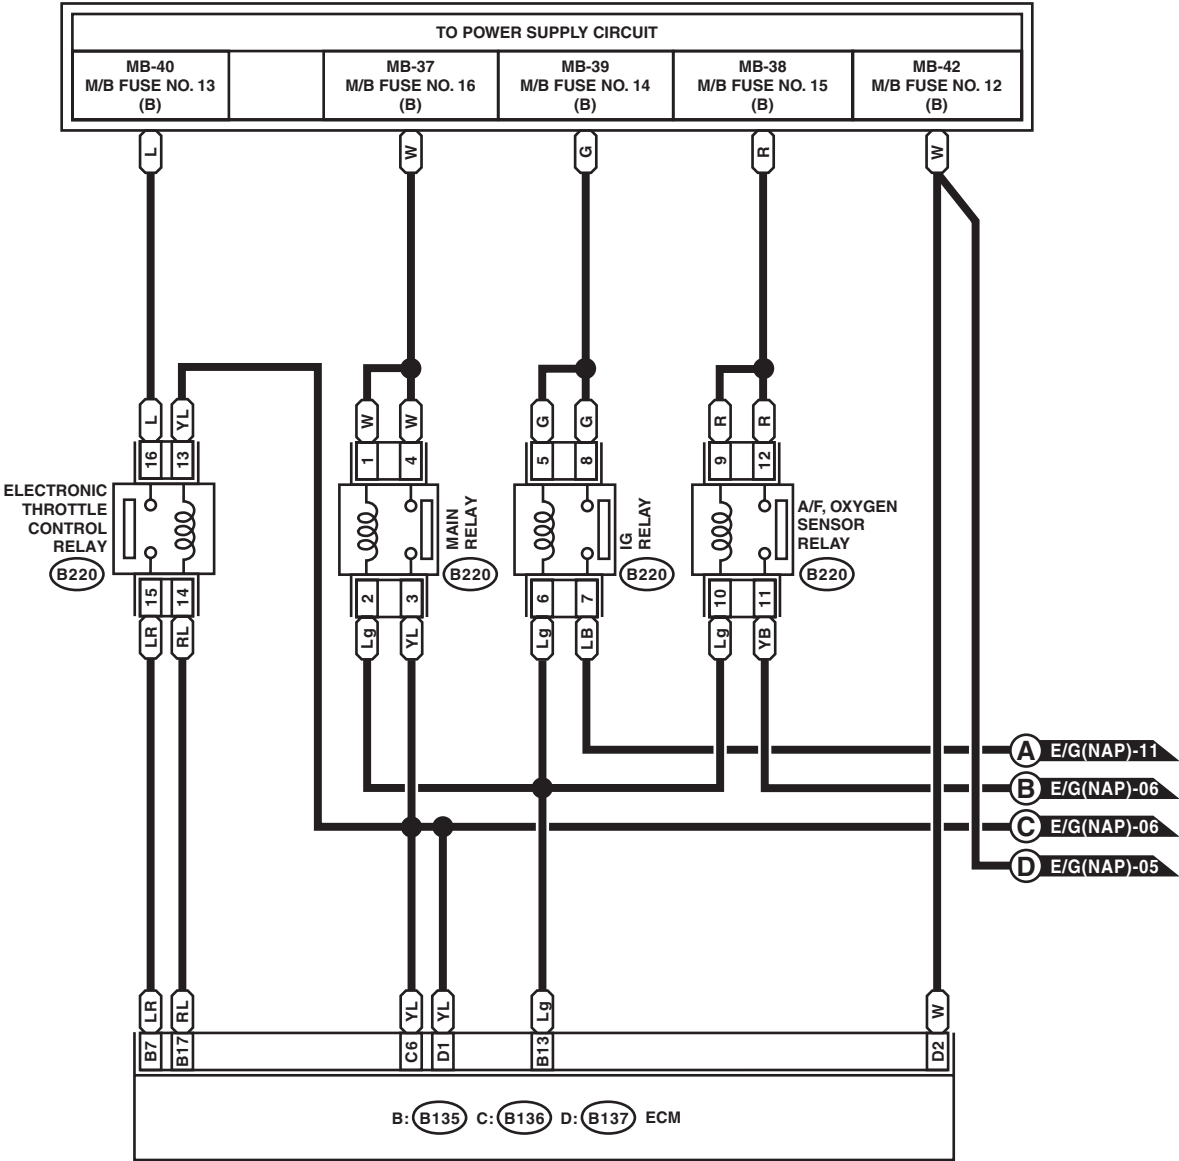 TO POWER SUPPLY CIRCUIT
MB-40
M/B FUSE NO. 13
(B)
MB-37
M/B FUSE NO. 16
(B)
MB-39
M/B FUSE NO. 14
(B)
MB-38
M/B FUSE NO. 15
(B)
MB-42
M/B FUSE NO. 12
(B)
L
W
G
R
W
L
YL
W
W
G
G
R
R
16
13
1
4
5
8
9
12
ELECTRONIC
THROTTLE
CONTROL
RELAY
B220
MAIN
RELAY
B220
IG
RELAY
B220
A/F, OXYGEN
SENSOR
RELAY
B220
15
14
2
3
6
7
10
11
LR
RL
Lg
YL
Lg
LB
Lg
YB
A E/G(NAP)-11
B E/G(NAP)-06
C E/G(NAP)-06
D E/G(NAP)-05
LR
RL
YL
YL
Lg
W
B7
B17
C6
D1
B13
D2
B: B135 C: B136 D: B137 ECM